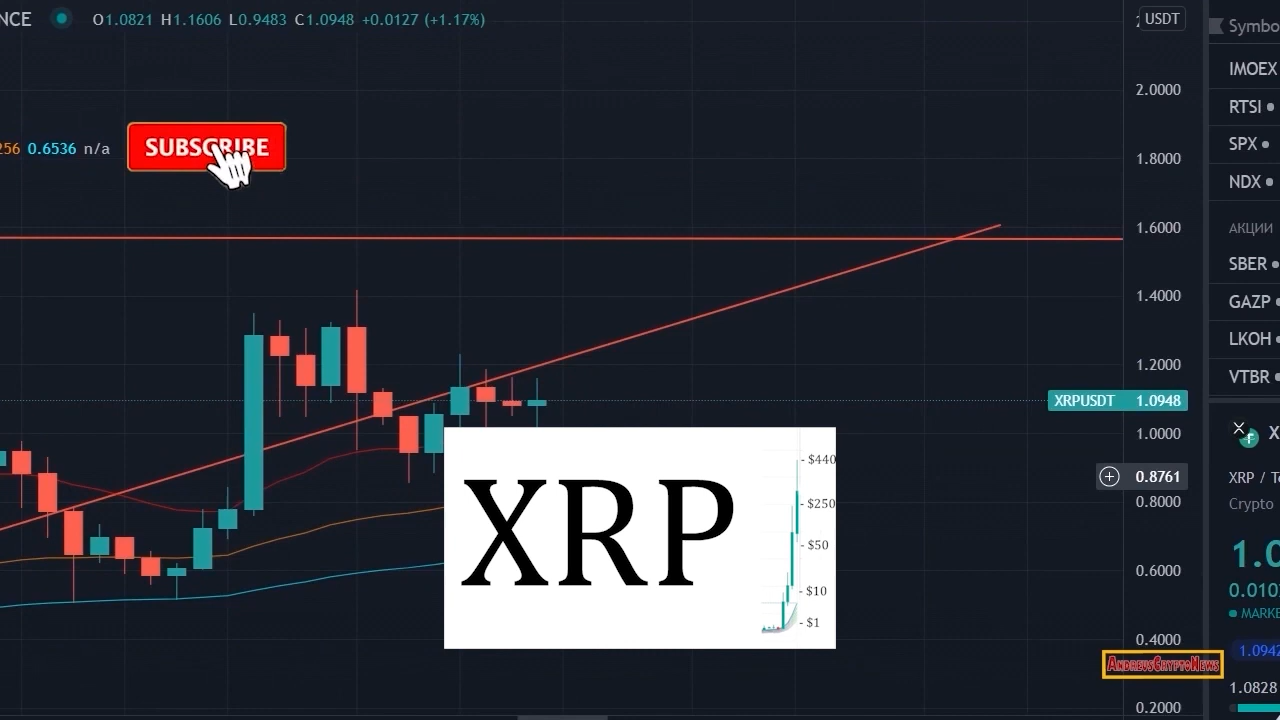 NCE O1.0821 H1.1606 L0.9483 C1.0948 +0.0127 (+1.17%)
USDT
Symbo
2.0000
IMOEX
RTSI
256 0.6536 n/a
SUBSCRIBE
1.8000
SPX
NDX
1.6000
АКЦИИ
SBER
1.4000
GAZP
LKOH
1.2000
VTBR
XRPUSDT 1.0948
1.0000
X
0.8761
XRP / Te
0.8000
Crypto
XRP
- $440
- $250
- $50
- $10
- $1
1.0
0.6000
0.010
MARKE
0.4000
1.0942
ANDREVSCRYPTONEWS
1.0828
0.2000